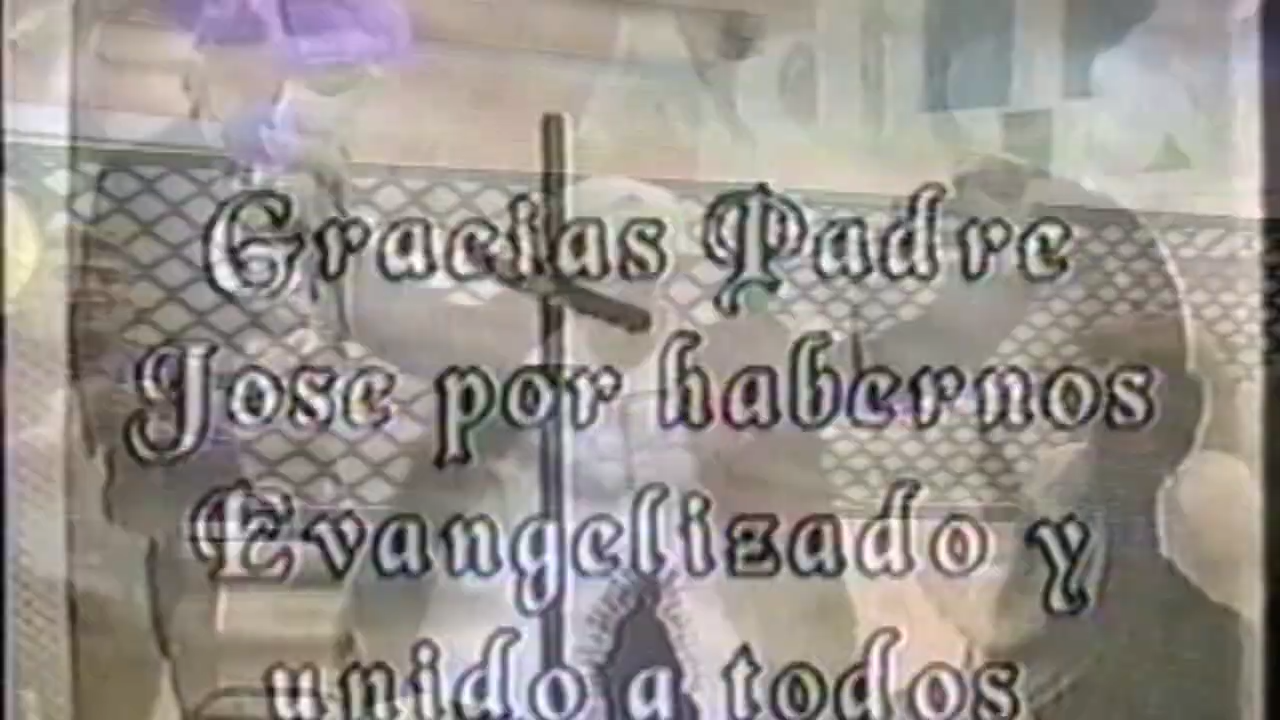 Gracias Padre
Jose por habernos
Evangelizado y
unido a todos